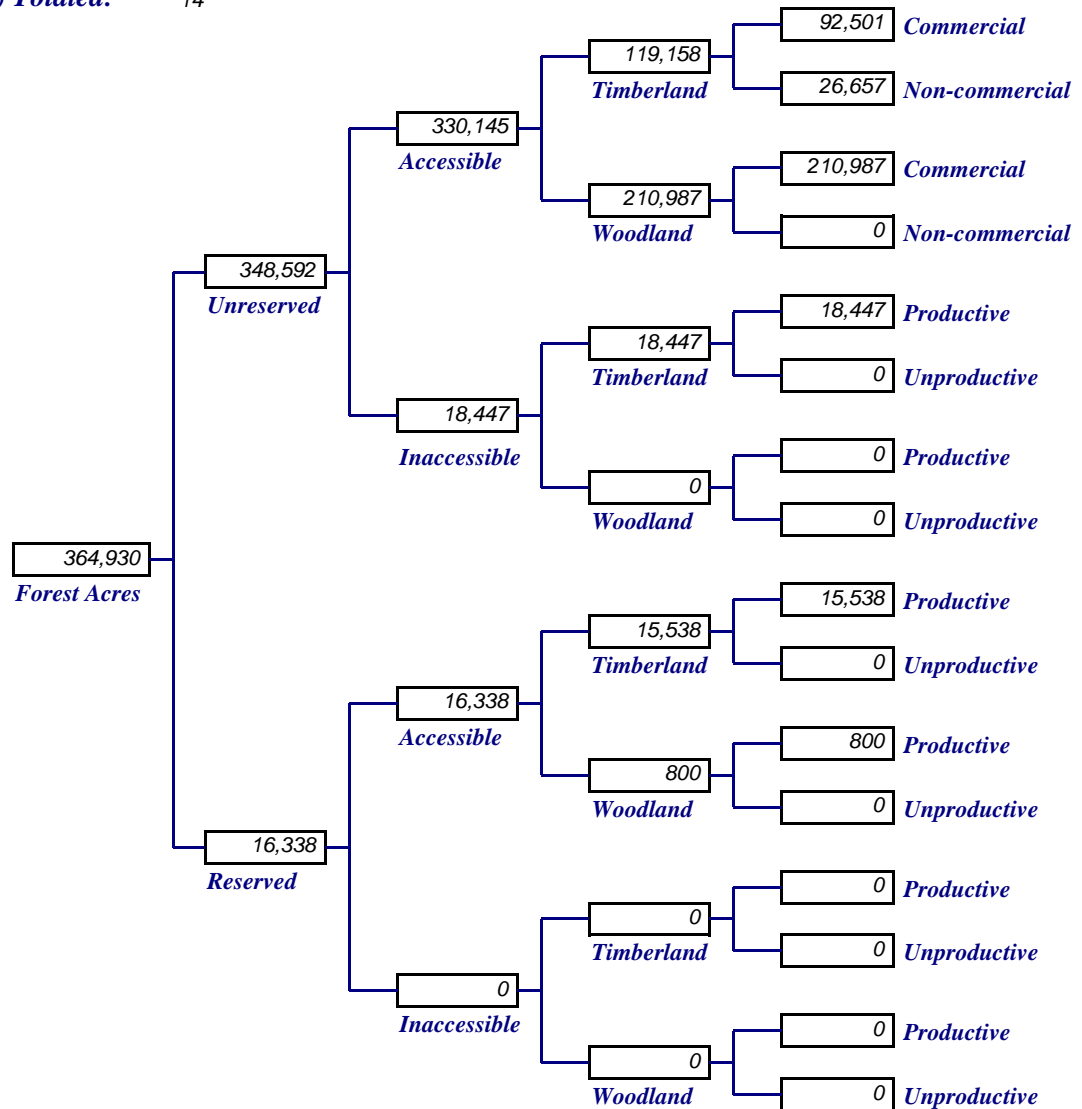 Totaled: 14
92,501 Commercial
119,158
Timberland
26,657 Non-commercial
330,145
Accessible
210,987 Commercial
210,987
Woodland
0 Non-commercial
348,592
Unreserved
18,447 Productive
18,447
Timberland
0 Unproductive
18,447
Inaccessible
0 Productive
0
Woodland
0 Unproductive
364,930
Forest Acres
15,538 Productive
15,538
Timberland
0 Unproductive
16,338
Accessible
800 Productive
800
Woodland
0 Unproductive
16,338
Reserved
0 Productive
0
Timberland
0 Unproductive
0
Inaccessible
0 Productive
0
Woodland
0 Unproductive